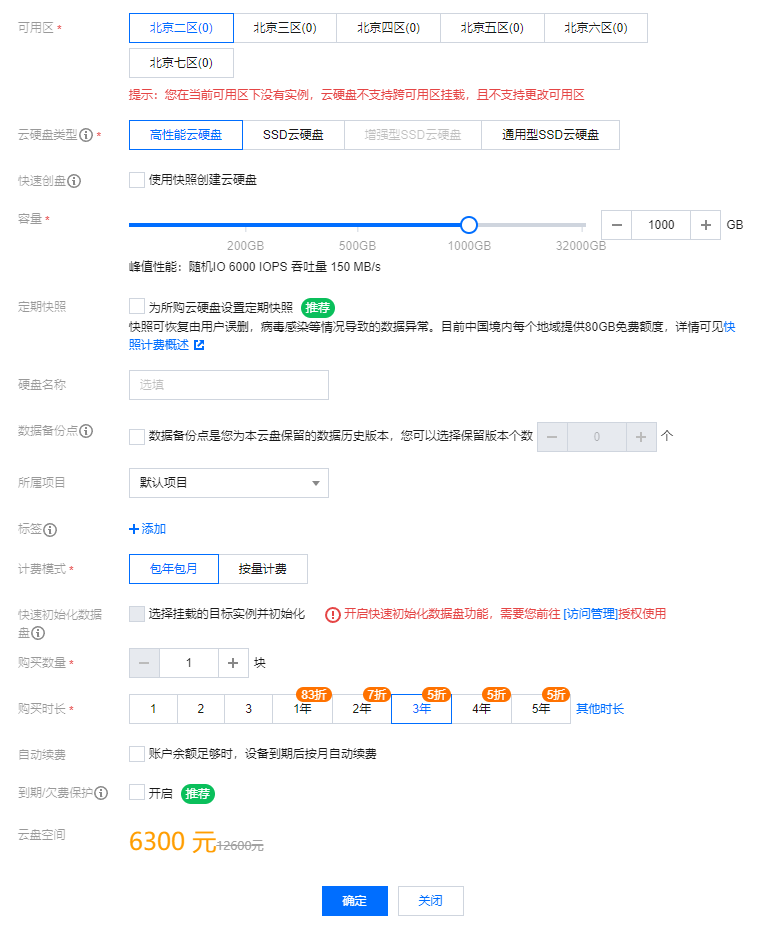 可用区 *
北京二区(0) 北京三区(0) 北京四区(0) 北京五区(0) 北京六区(0)
北京七区(0)
提示：您在当前可用区下没有实例，云硬盘不支持跨可用区挂载，且不支持更改可用区
云硬盘类型 * 高性能云硬盘 SSD云硬盘 增强型SSD云硬盘 通用型SSD云硬盘
快速创盘 使用快照创建云硬盘
容量 * 1000 GB
200GB 500GB 1000GB 32000GB
峰值性能：随机IO 6000 IOPS 吞吐量 150 MB/s
定期快照 为所购云硬盘设置定期快照 推荐
快照可恢复由用户误删，病毒感染等情况导致的数据异常。目前中国境内每个地域提供80GB免费额度，详情可见快
照计费概述
硬盘名称 选填
数据备份点 数据备份点是您为本云盘保留的数据历史版本，您可以选择保留版本个数 0 个
所属项目 默认项目
标签 添加
计费模式 * 包年包月 按量计费
快速初始化数据 选择挂载的目标实例并初始化 开启快速初始化数据盘功能，需要您前往 [访问管理]授权使用
盘
购买数量 * 1 块
83折 7折 5折 5折 5折
购买时长 * 1 2 3 1年 2年 3年 4年 5年 其他时长
自动续费 账户余额足够时，设备到期后按月自动续费
到期/欠费保护 开启 推荐
云盘空间 6300 元 12600元
确定 关闭